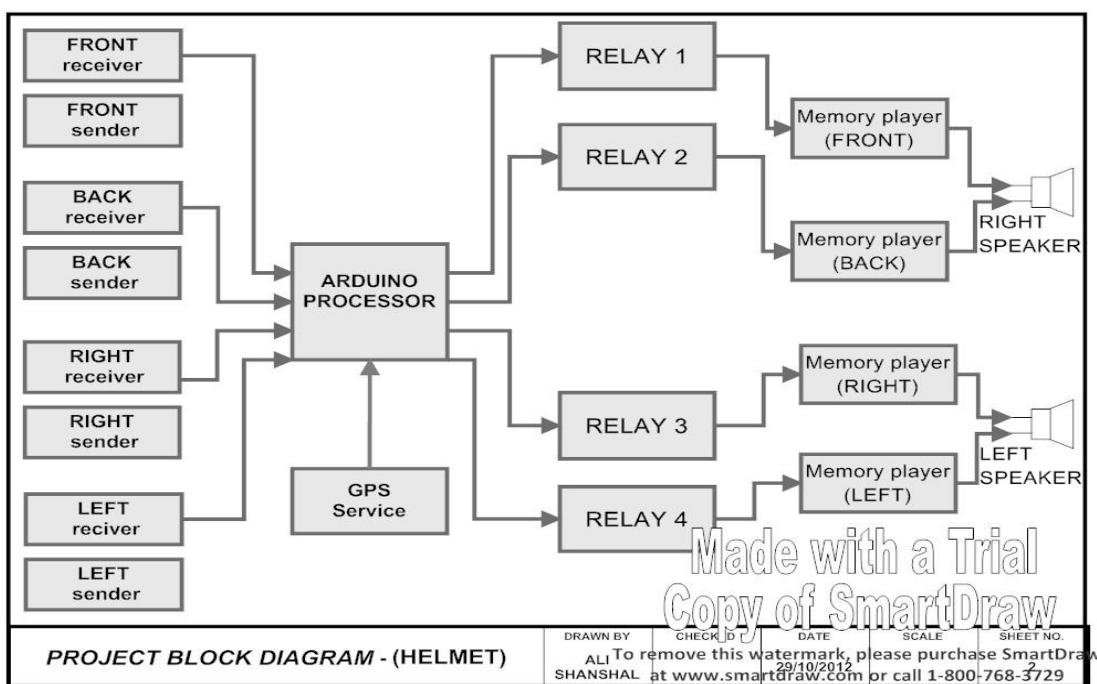 FRONT
receiver
FRONT
sender
BACK
receiver
BACK
sender
RIGHT
receiver
RIGHT
sender
LEFT
reciver
LEFT
sender
ARDUINO
PROCESSOR
GPS
Service
RELAY 1
RELAY 2
RELAY 3
RELAY 4
Memory player
(FRONT)
Memory player
(BACK)
RIGHT
SPEAKER
Memory player
(RIGHT)
Memory player
(LEFT)
LEFT
SPEAKER
Made with a Trial
Copy of SmartDraw
To remove this watermark, please purchase SmartDraw
at www.smartdraw.com or call 1-800-768-3729
PROJECT BLOCK DIAGRAM - (HELMET)
DRAWN BY
ALI
SHANSHAL
DATE
29/10/2012
SCALE
SHEET NO.
2